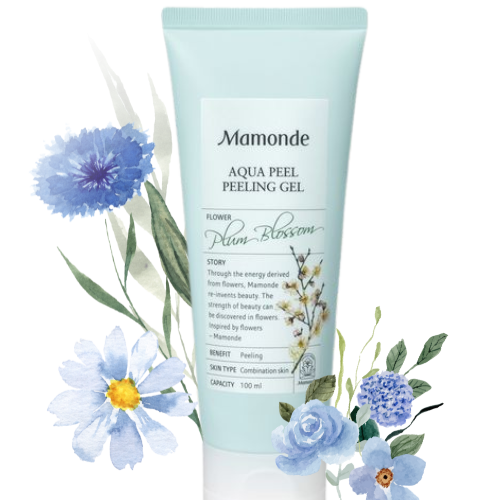 Mamonde
AQUA PEEL
PEELING GEL
FLOWER
Plum Blossom
STORY
Through the energy derived
from flowers, Mamonde
re-invents beauty. The
strength of beauty can
be discovered in flowers.
Inspired by flowers
- Mamonde
BENEFIT Peeling
SKIN TYPE Combination skin
CAPACITY 100 ml